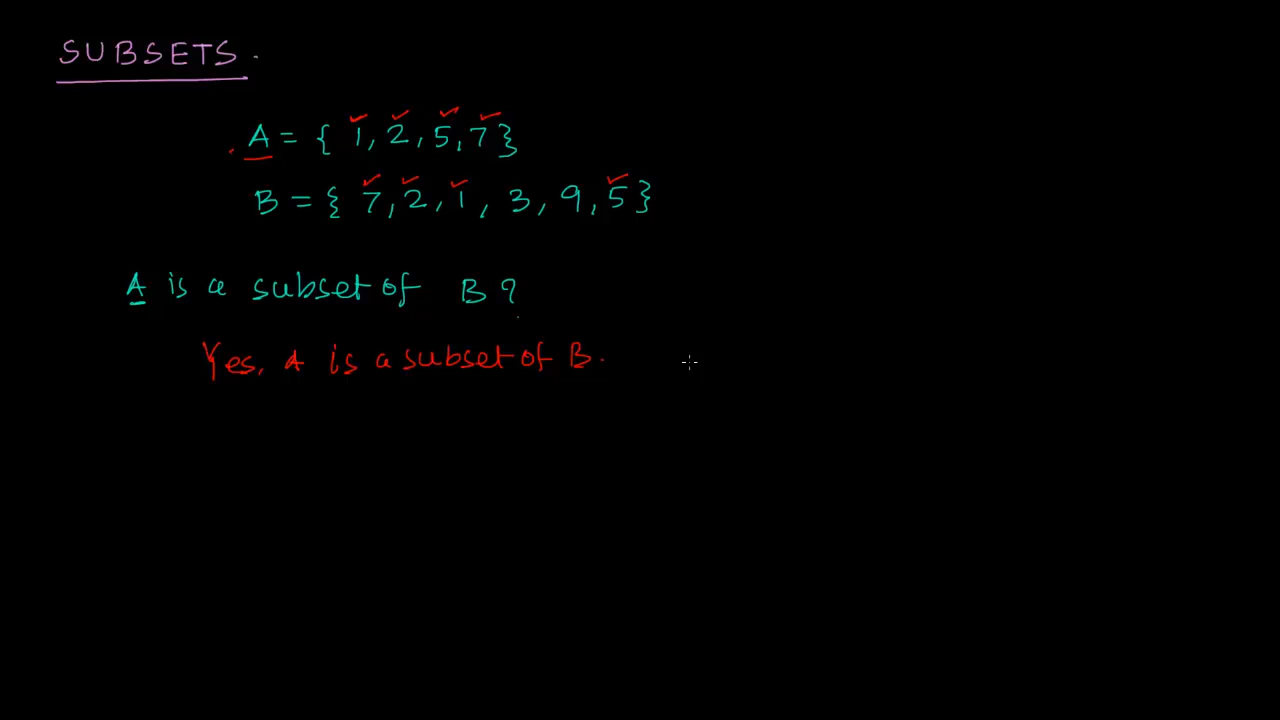 SUBSETS.
A = { 1, 2, 5, 7 }
B = { 7, 2, 1, 3, 9, 5 }
A is a subset of B ?
Yes, A is a subset of B.